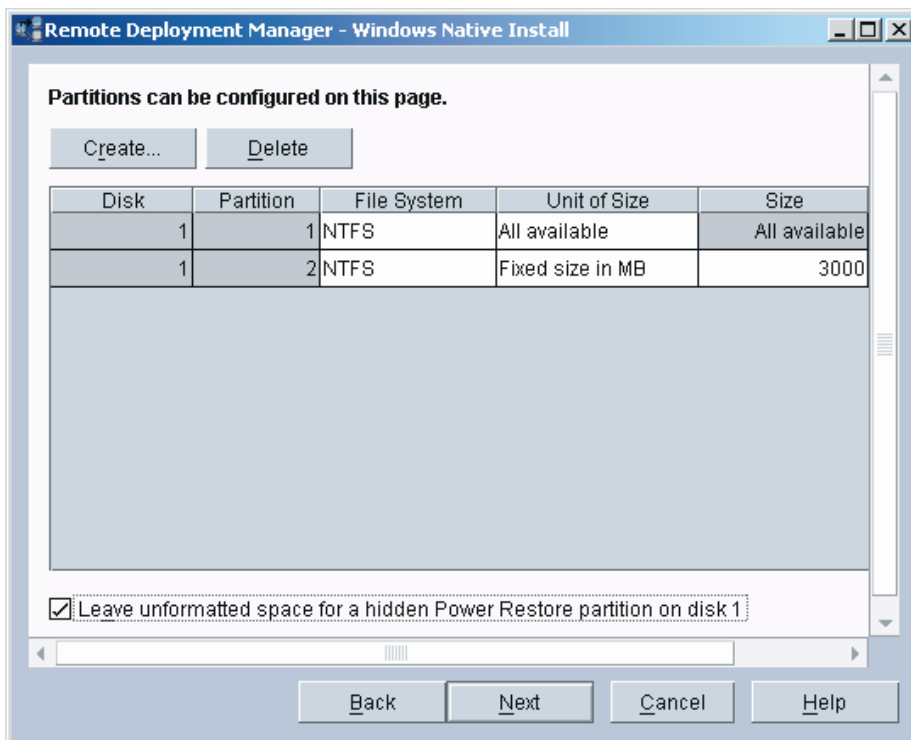 Remote Deployment Manager - Windows Native Install
Partitions can be configured on this page.
Create... Delete
Disk Partition File System Unit of Size Size
1 1 NTFS All available All available
1 2 NTFS Fixed size in MB 3000
Leave unformatted space for a hidden Power Restore partition on disk 1
Back Next Cancel Help